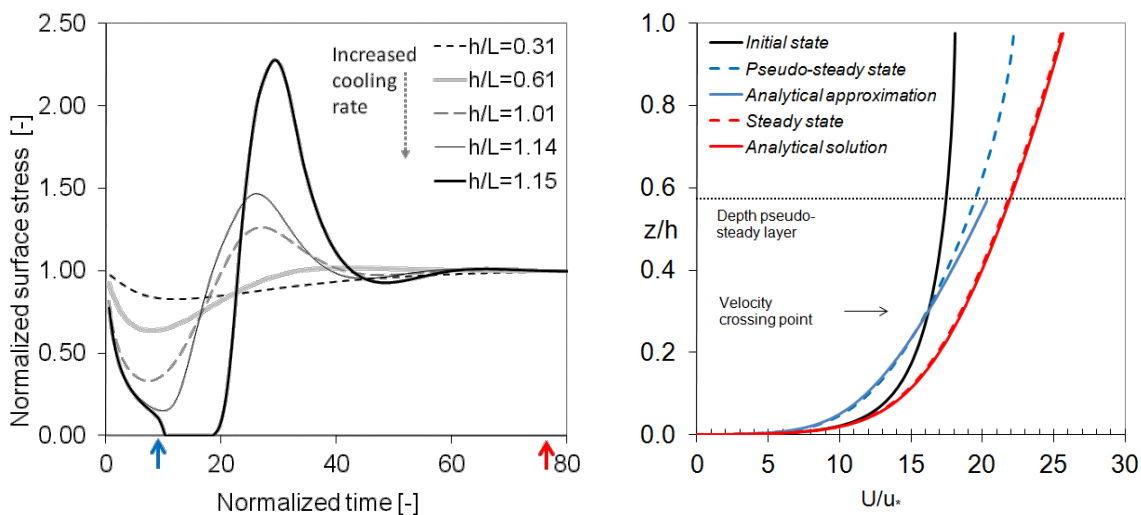 Normalized surface stress [-]
2.50
2.00
1.50
1.00
0.50
0.00
Increased
cooling
rate
h/L=0.31
h/L=0.61
h/L=1.01
h/L=1.14
h/L=1.15
0
20
40
60
80
Normalized time [-]
z/h
1.0
0.8
0.6
0.4
0.2
0.0
Initial state
Pseudo-steady state
Analytical approximation
Steady state
Analytical solution
Depth pseudo-
steady layer
Velocity
crossing point
0
5
10
15
20
25
30
U/u*